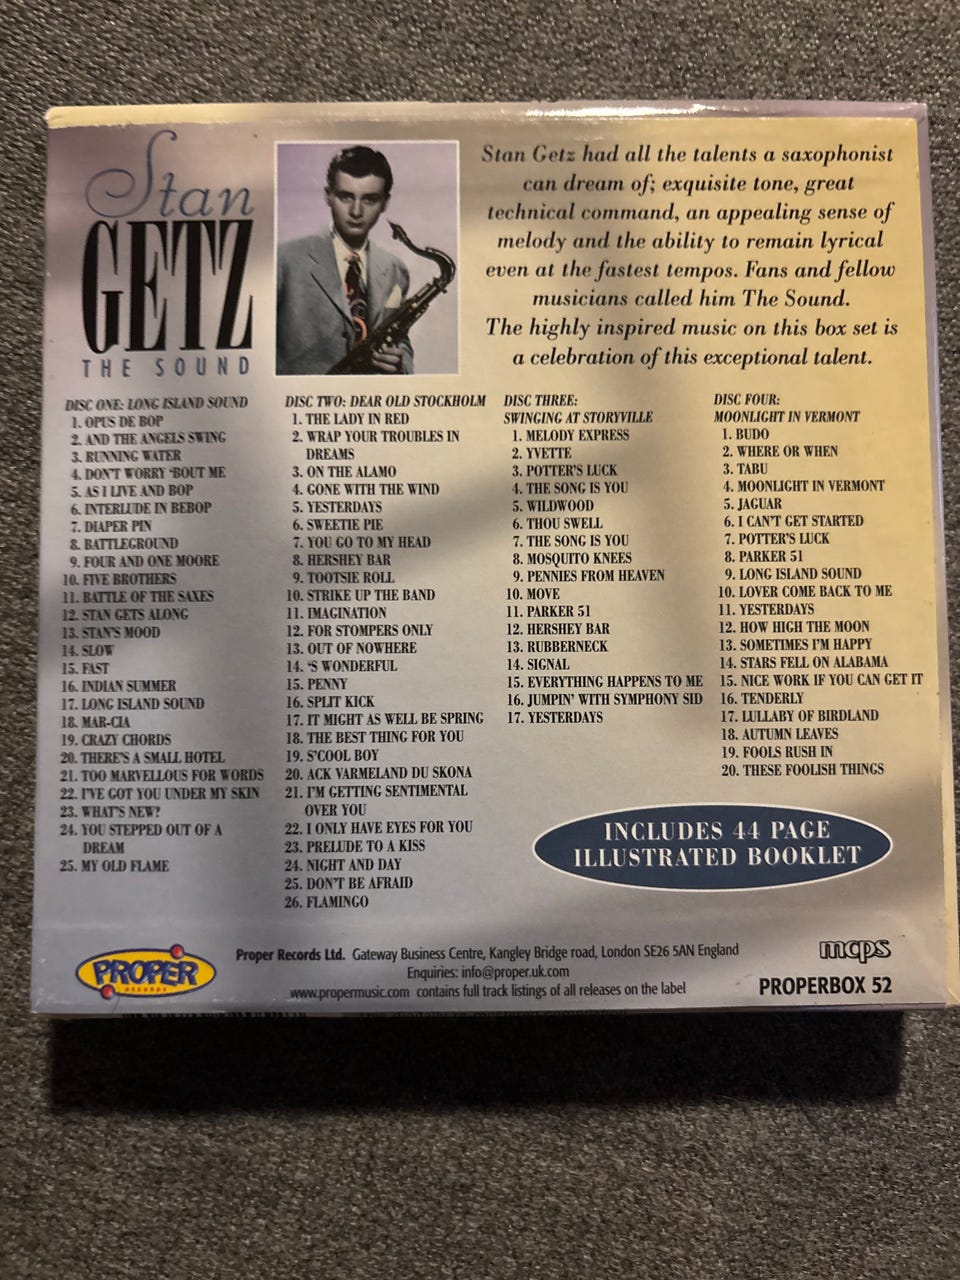 Stan
GETZ
THE SOUND
Stan Getz had all the talents a saxophonist
can dream of; exquisite tone, great
technical command, an appealing sense of
melody and the ability to remain lyrical
even at the fastest tempos. Fans and fellow
musicians called him The Sound.
The highly inspired music on this box set is
a celebration of this exceptional talent.
DISC ONE: LONG ISLAND SOUND
1. OPUS DE BOP
2. AND THE ANGELS SWING
3. RUNNING WATER
4. DON'T WORRY 'BOUT ME
5. AS I LIVE AND BOP
6. INTERLUDE IN BEBOP
7. DIAPER PIN
8. BATTLEGROUND
9. FOUR AND ONE MOORE
10. FIVE BROTHERS
11. BATTLE OF THE SAXES
12. STAN GETS ALONG
13. STAN'S MOOD
14. SLOW
15. FAST
16. INDIAN SUMMER
17. LONG ISLAND SOUND
18. MAR-CIA
19. CRAZY CHORDS
20. THERE'S A SMALL HOTEL
21. TOO MARVELLOUS FOR WORDS
22. I'VE GOT YOU UNDER MY SKIN
23. WHAT'S NEW?
24. YOU STEPPED OUT OF A
DREAM
25. MY OLD FLAME
DISC TWO: DEAR OLD STOCKHOLM
1. THE LADY IN RED
2. WRAP YOUR TROUBLES IN
DREAMS
3. ON THE ALAMO
4. GONE WITH THE WIND
5. YESTERDAYS
6. SWEETIE PIE
7. YOU GO TO MY HEAD
8. HERSHEY BAR
9. TOOTSIE ROLL
10. STRIKE UP THE BAND
11. IMAGINATION
12. FOR STOMPERS ONLY
13. OUT OF NOWHERE
14. 'S WONDERFUL
15. PENNY
16. SPLIT KICK
17. IT MIGHT AS WELL BE SPRING
18. THE BEST THING FOR YOU
19. S'COOL BOY
20. ACK VARMELAND DU SKONA
21. I'M GETTING SENTIMENTAL
OVER YOU
22. I ONLY HAVE EYES FOR YOU
23. PRELUDE TO A KISS
24. NIGHT AND DAY
25. DON'T BE AFRAID
26. FLAMINGO
DISC THREE:
SWINGING AT STORYVILLE
1. MELODY EXPRESS
2. YVETTE
3. POTTER'S LUCK
4. THE SONG IS YOU
5. WILDWOOD
6. THOU SWELL
7. THE SONG IS YOU
8. MOSQUITO KNEES
9. PENNIES FROM HEAVEN
10. MOVE
11. PARKER 51
12. HERSHEY BAR
13. RUBBERNECK
14. SIGNAL
15. EVERYTHING HAPPENS TO ME
16. JUMPIN' WITH SYMPHONY SID
17. YESTERDAYS
DISC FOUR:
MOONLIGHT IN VERMONT
1. BUDO
2. WHERE OR WHEN
3. TABU
4. MOONLIGHT IN VERMONT
5. JAGUAR
6. I CAN'T GET STARTED
7. POTTER'S LUCK
8. PARKER 51
9. LONG ISLAND SOUND
10. LOVER COME BACK TO ME
11. YESTERDAYS
12. HOW HIGH THE MOON
13. SOMETIMES I'M HAPPY
14. STARS FELL ON ALABAMA
15. NICE WORK IF YOU CAN GET IT
16. TENDERLY
17. LULLABY OF BIRDLAND
18. AUTUMN LEAVES
19. FOOLS RUSH IN
20. THESE FOOLISH THINGS
INCLUDES 44 PAGE
ILLUSTRATED BOOKLET
PROPER
RECORDS
Proper Records Ltd. Gateway Business Centre, Kangley Bridge road, London SE26 5AN England
Enquiries: info@proper.uk.com
www.propermusic.com contains full track listings of all releases on the label
mcps
PROPERBOX 52